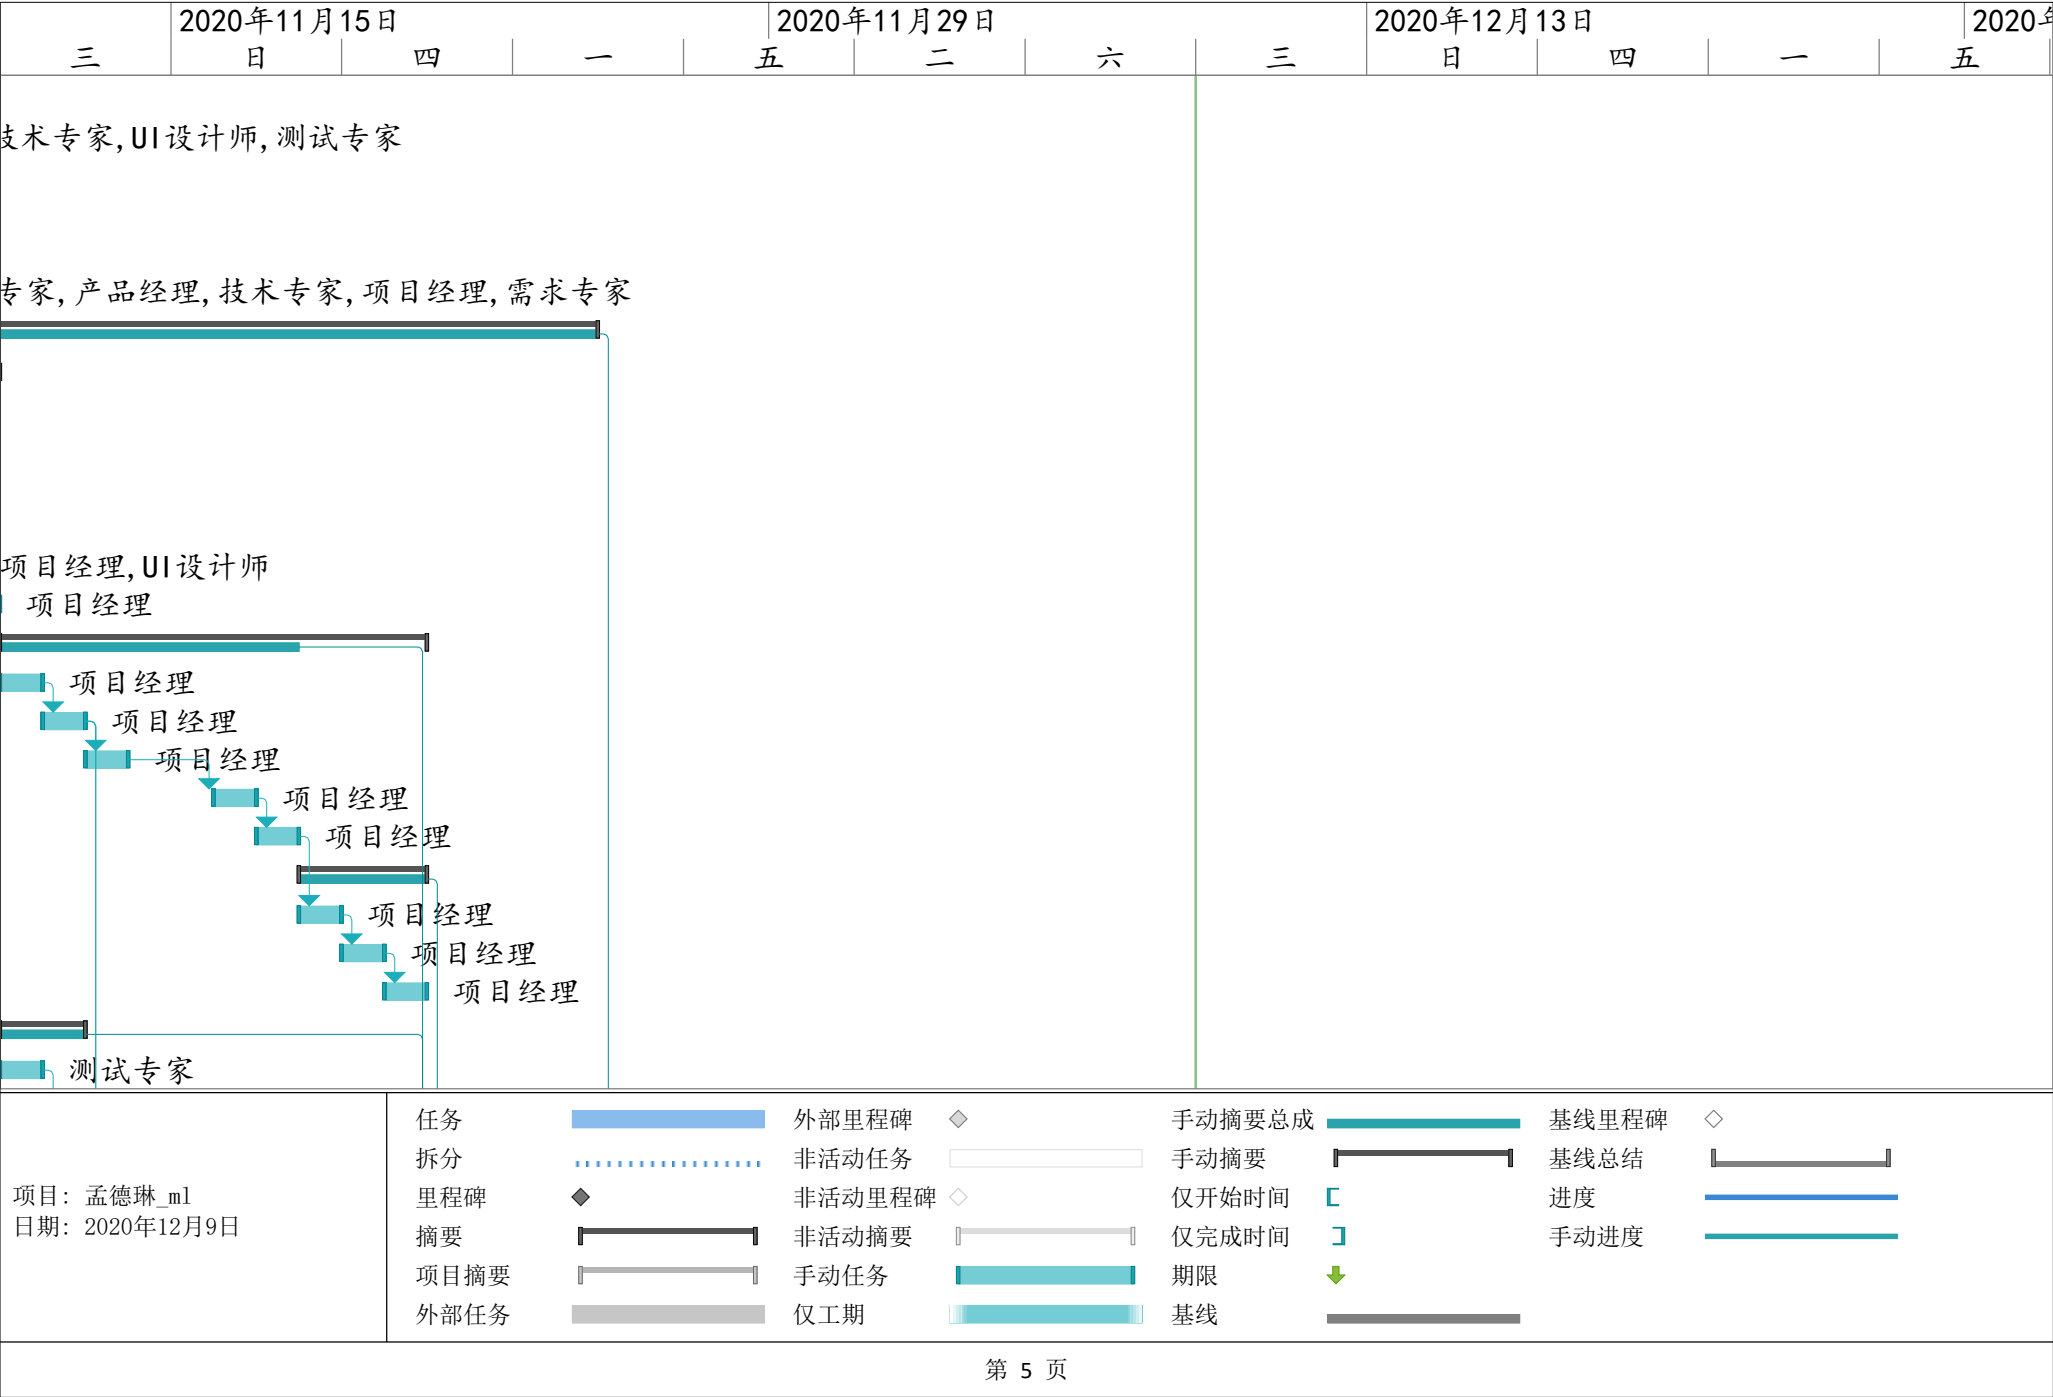 2020年11月15日 2020年11月29日 2020年12月13日 2020年
三 日 四 一 五 二 六 三 日 四 一 五
技术专家,UI设计师,测试专家
专家,产品经理,技术专家,项目经理,需求专家
项目经理,UI设计师
项目经理
项目经理
项目经理
项目经理
项目经理
项目经理
项目经理
项目经理
项目经理
测试专家
项目: 孟德琳_ml
日期: 2020年12月9日
任务 外部里程碑 手动摘要总成 基线里程碑
拆分 非活动任务 手动摘要 基线总结
里程碑 非活动里程碑 仅开始时间 进度
摘要 非活动摘要 仅完成时间 手动进度
项目摘要 手动任务 期限
外部任务 仅工期 基线
第 5 页